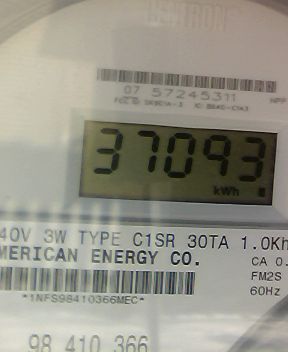 07 57245311
37093
kWh
40V 3W TYPE C1SR 30TA 1.0Kh
MERICAN ENERGY CO.
CA 0.
FM2S
60Hz
*1NFS98410366MEC*
98 410 366